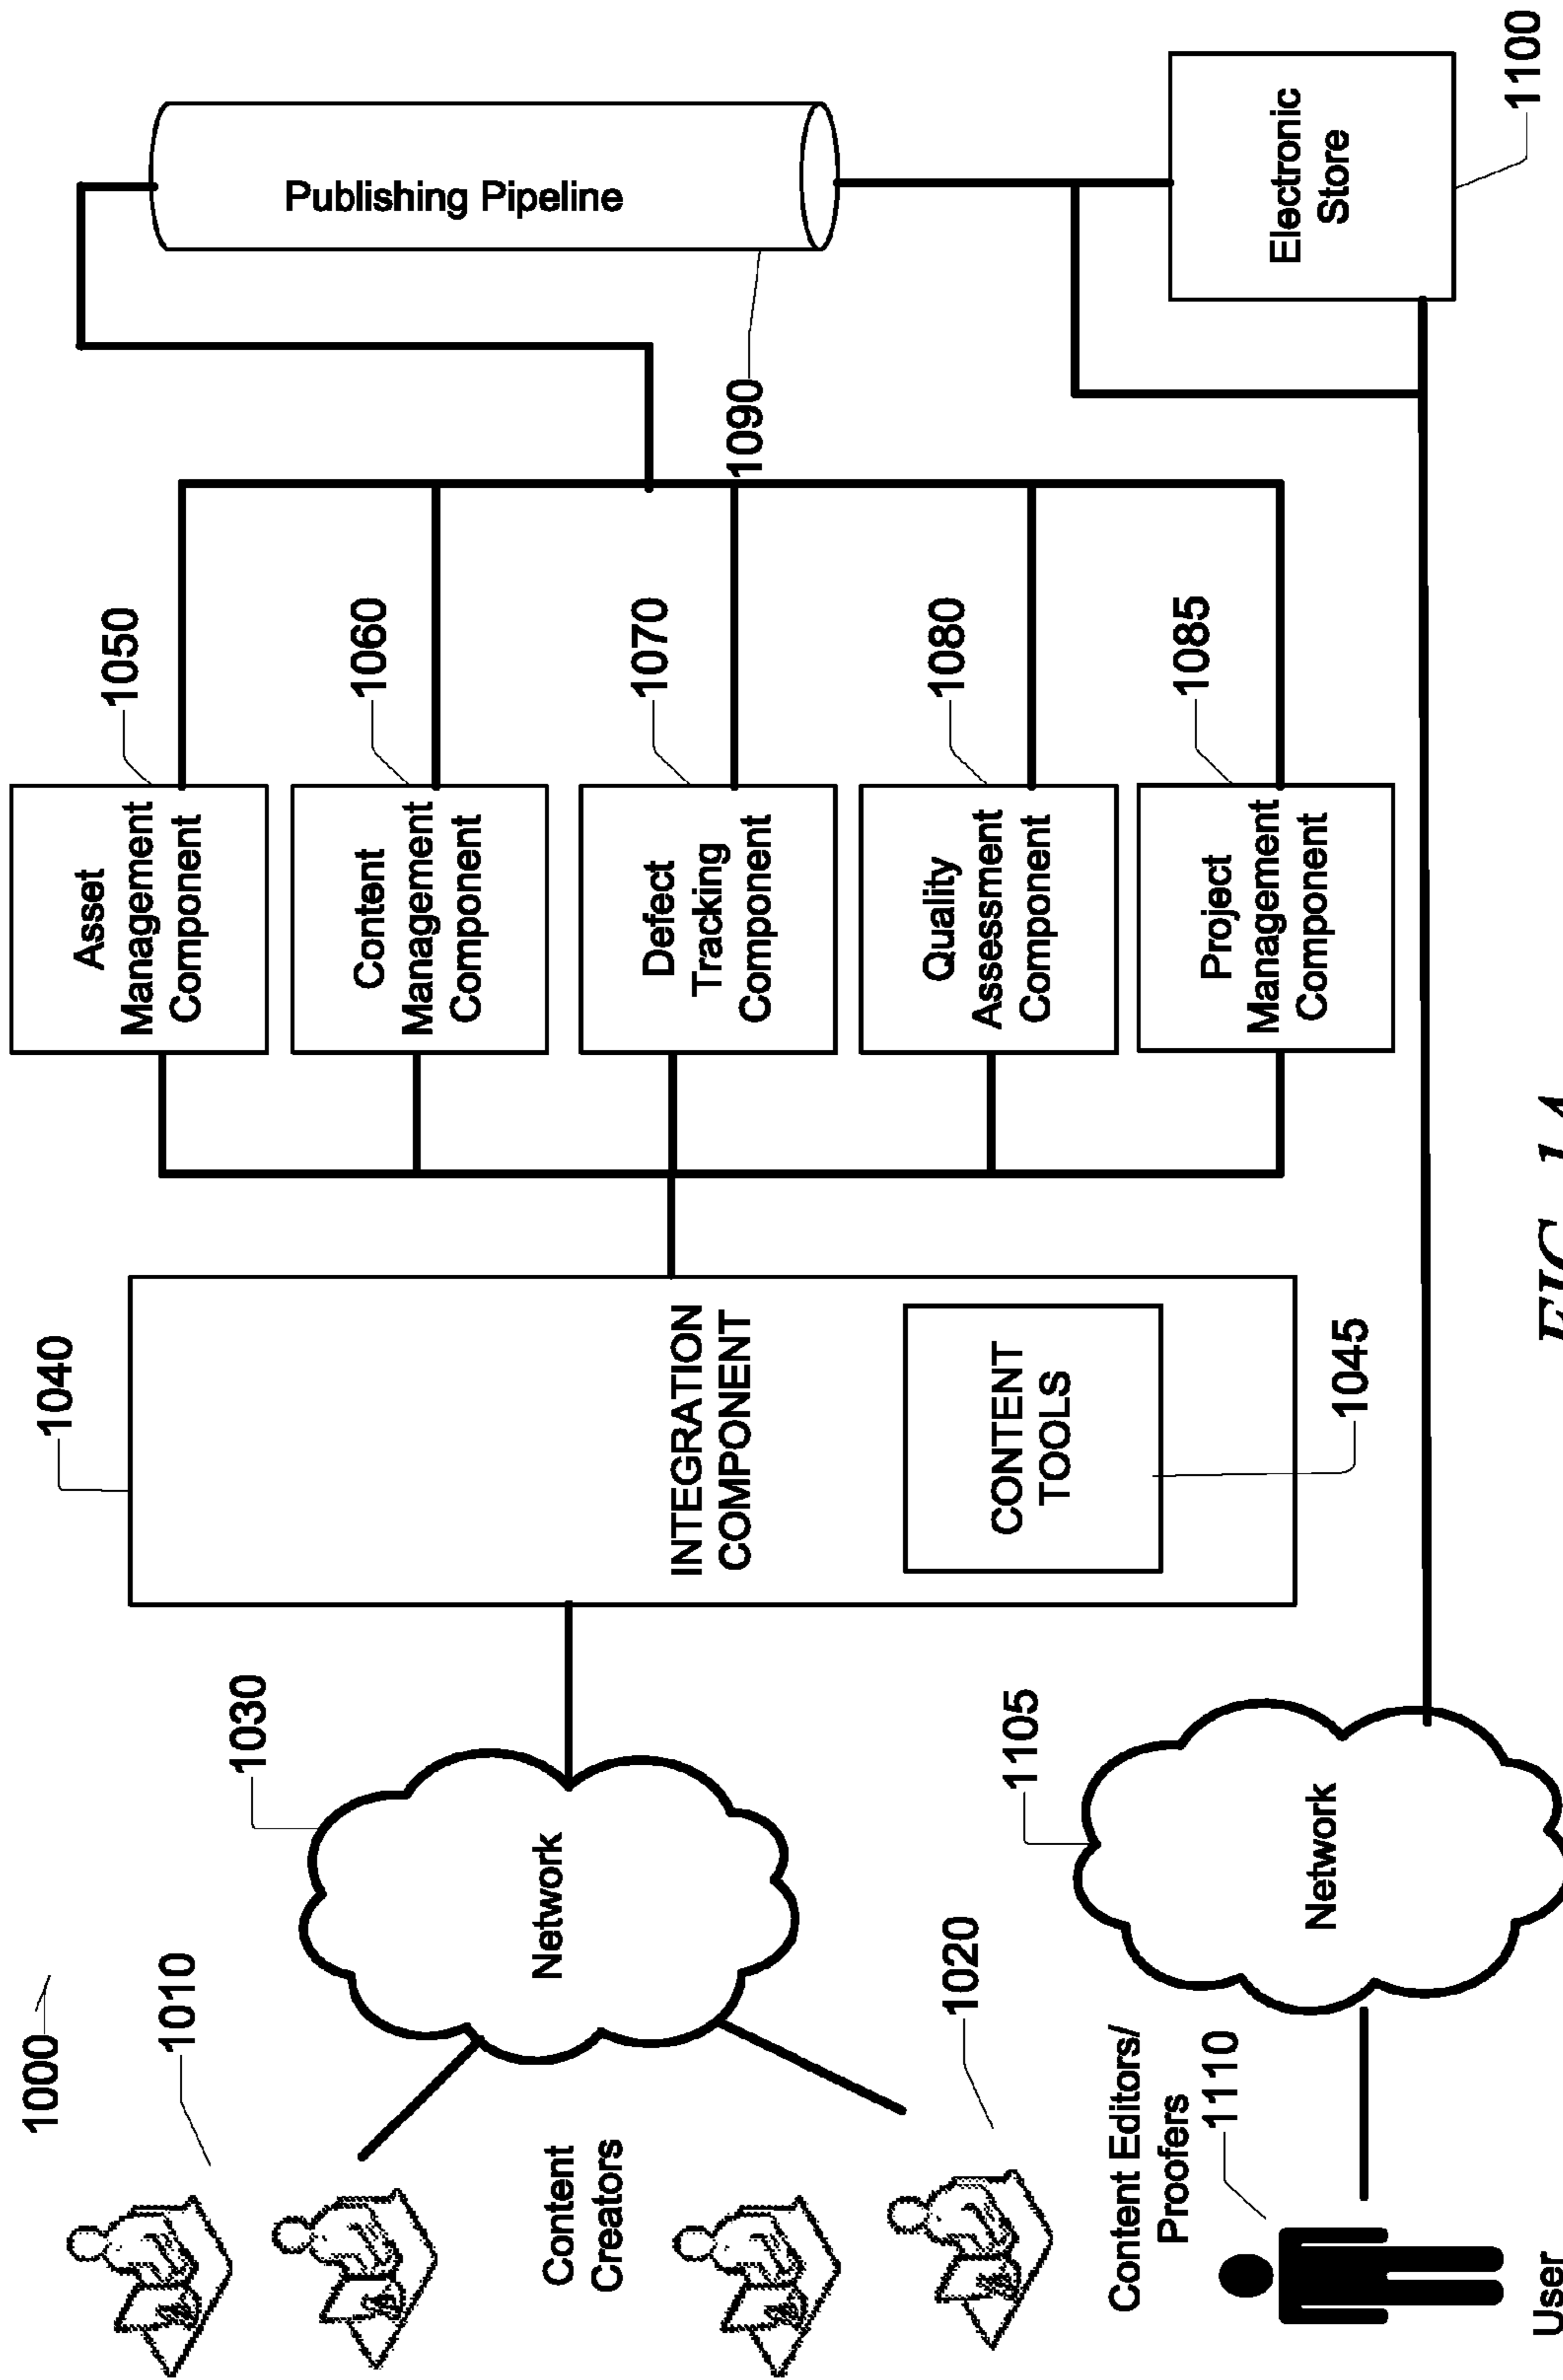 1000
1010
Content
Creators
1020
Content Editors/
Proofers
1110
User
1030
Network
1105
Network
1040
INTEGRATION
COMPONENT
CONTENT
TOOLS
1045
Asset
Management
Component
1050
Content
Management
Component
1060
Defect
Tracking
Component
1070
Quality
Assessment
Component
1080
Project
Management
Component
1085
Publishing Pipeline
1090
Electronic
Store
1100
FIG. 1A